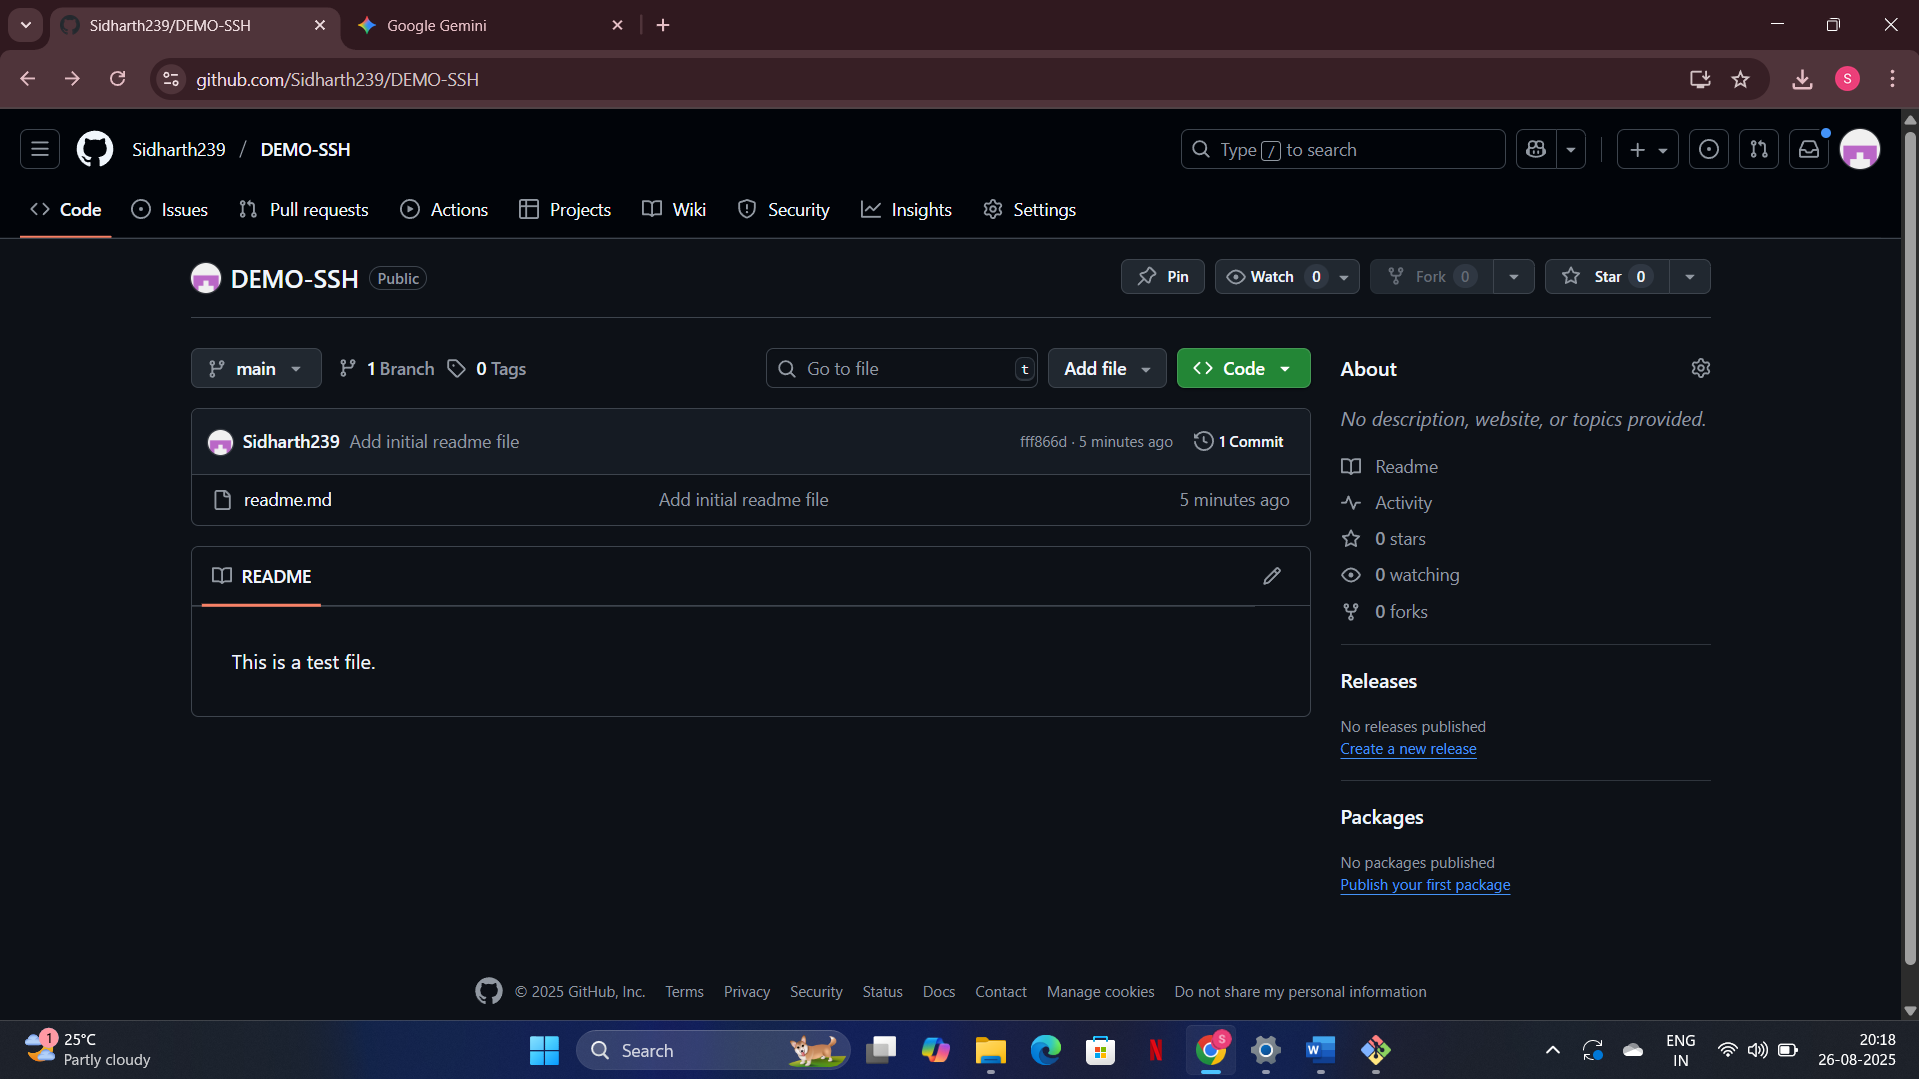 Sidharth239/DEMO-SSH
Google Gemini
github.com/Sidharth239/DEMO-SSH
S
Sidharth239 / DEMO-SSH
Type / to search
Code
Issues
Pull requests
Actions
Projects
Wiki
Security
Insights
Settings
DEMO-SSH Public
Pin
Watch 0
Fork 0
Star 0
main
1 Branch
0 Tags
Go to file t
Add file
Code
Sidharth239 Add initial readme file
fff866d · 5 minutes ago
1 Commit
readme.md
Add initial readme file
5 minutes ago
README
This is a test file.
About
No description, website, or topics provided.
Readme
Activity
0 stars
0 watching
0 forks
Releases
No releases published
Create a new release
Packages
No packages published
Publish your first package
© 2025 GitHub, Inc. Terms Privacy Security Status Docs Contact Manage cookies Do not share my personal information
1
25°C
Partly cloudy
Search
N
S
W
ENG
IN
20:18
26-08-2025